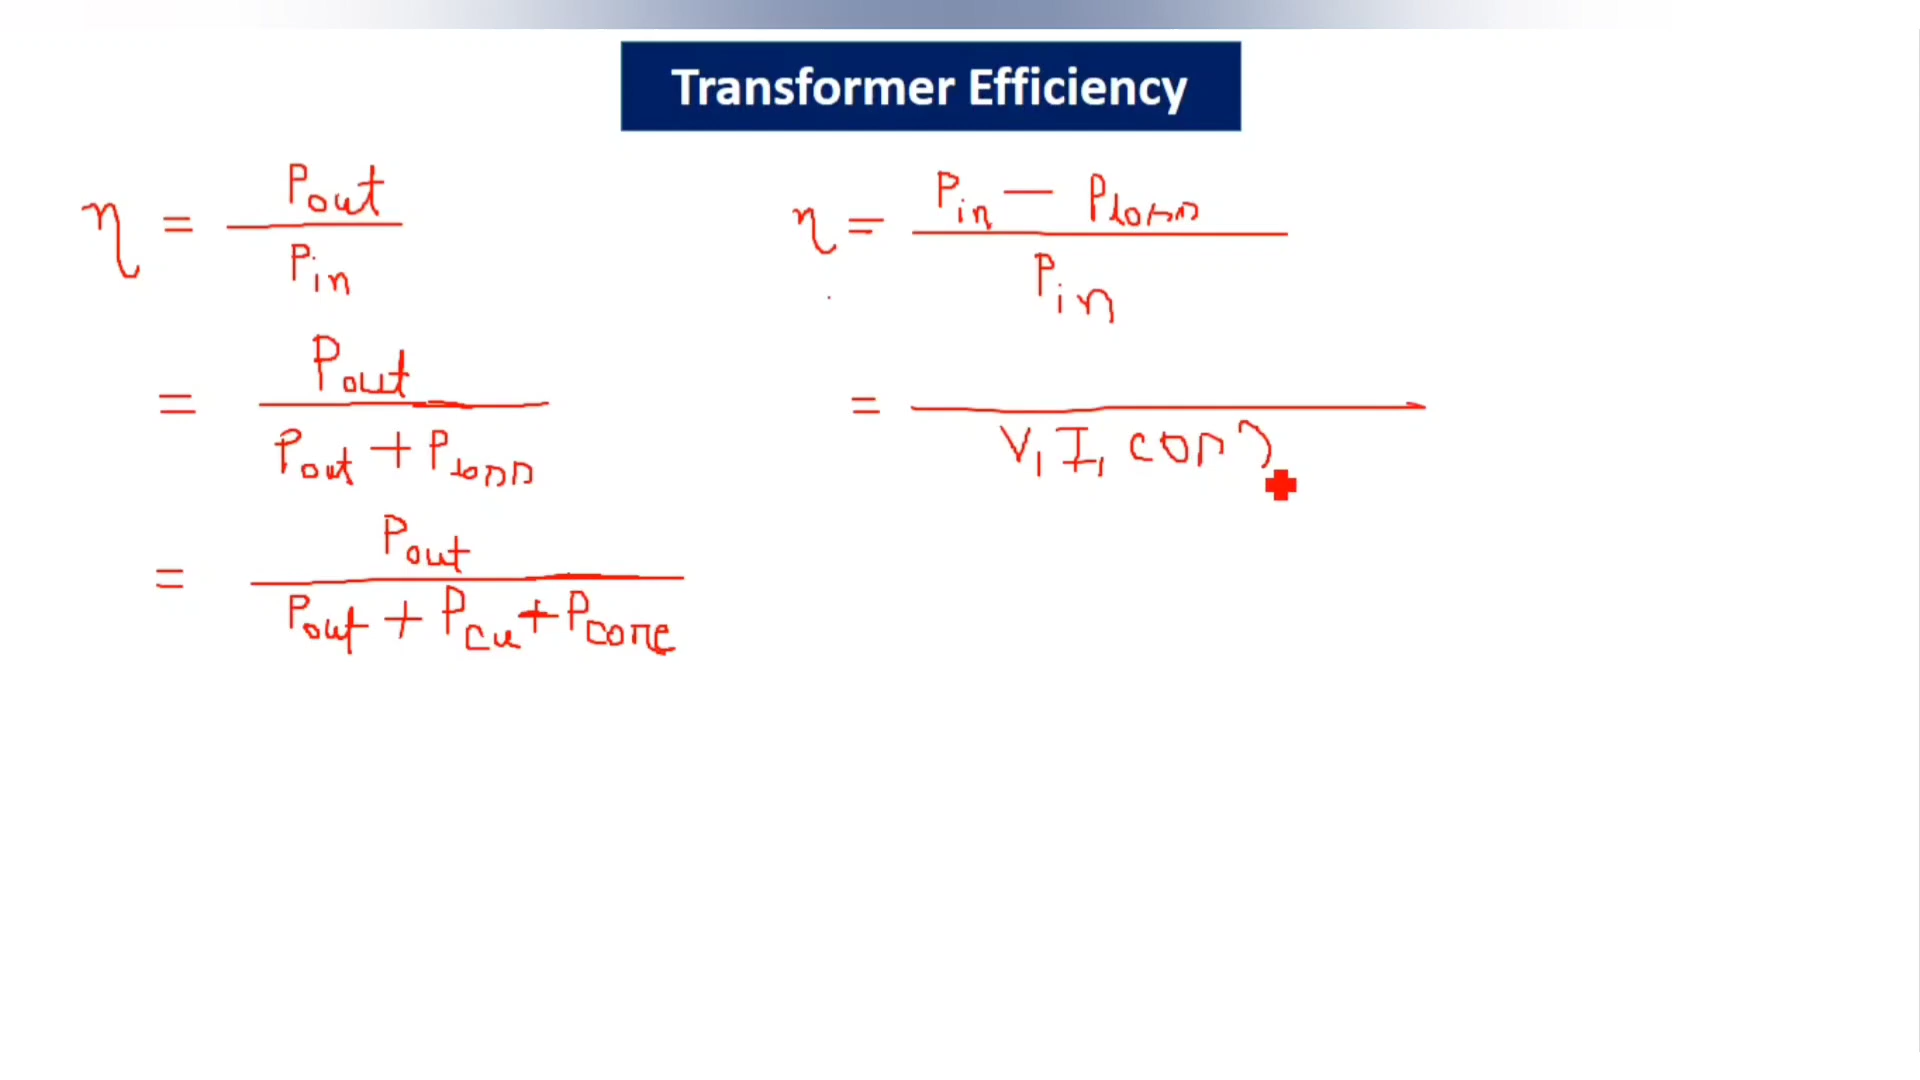 Transformer Efficiency
η = Pout / Pin
= Pout / Pout + Ploss
= Pout / Pout + Pcu + Pcore
η = Pin − Ploss / Pin
= / V1 I1 cos